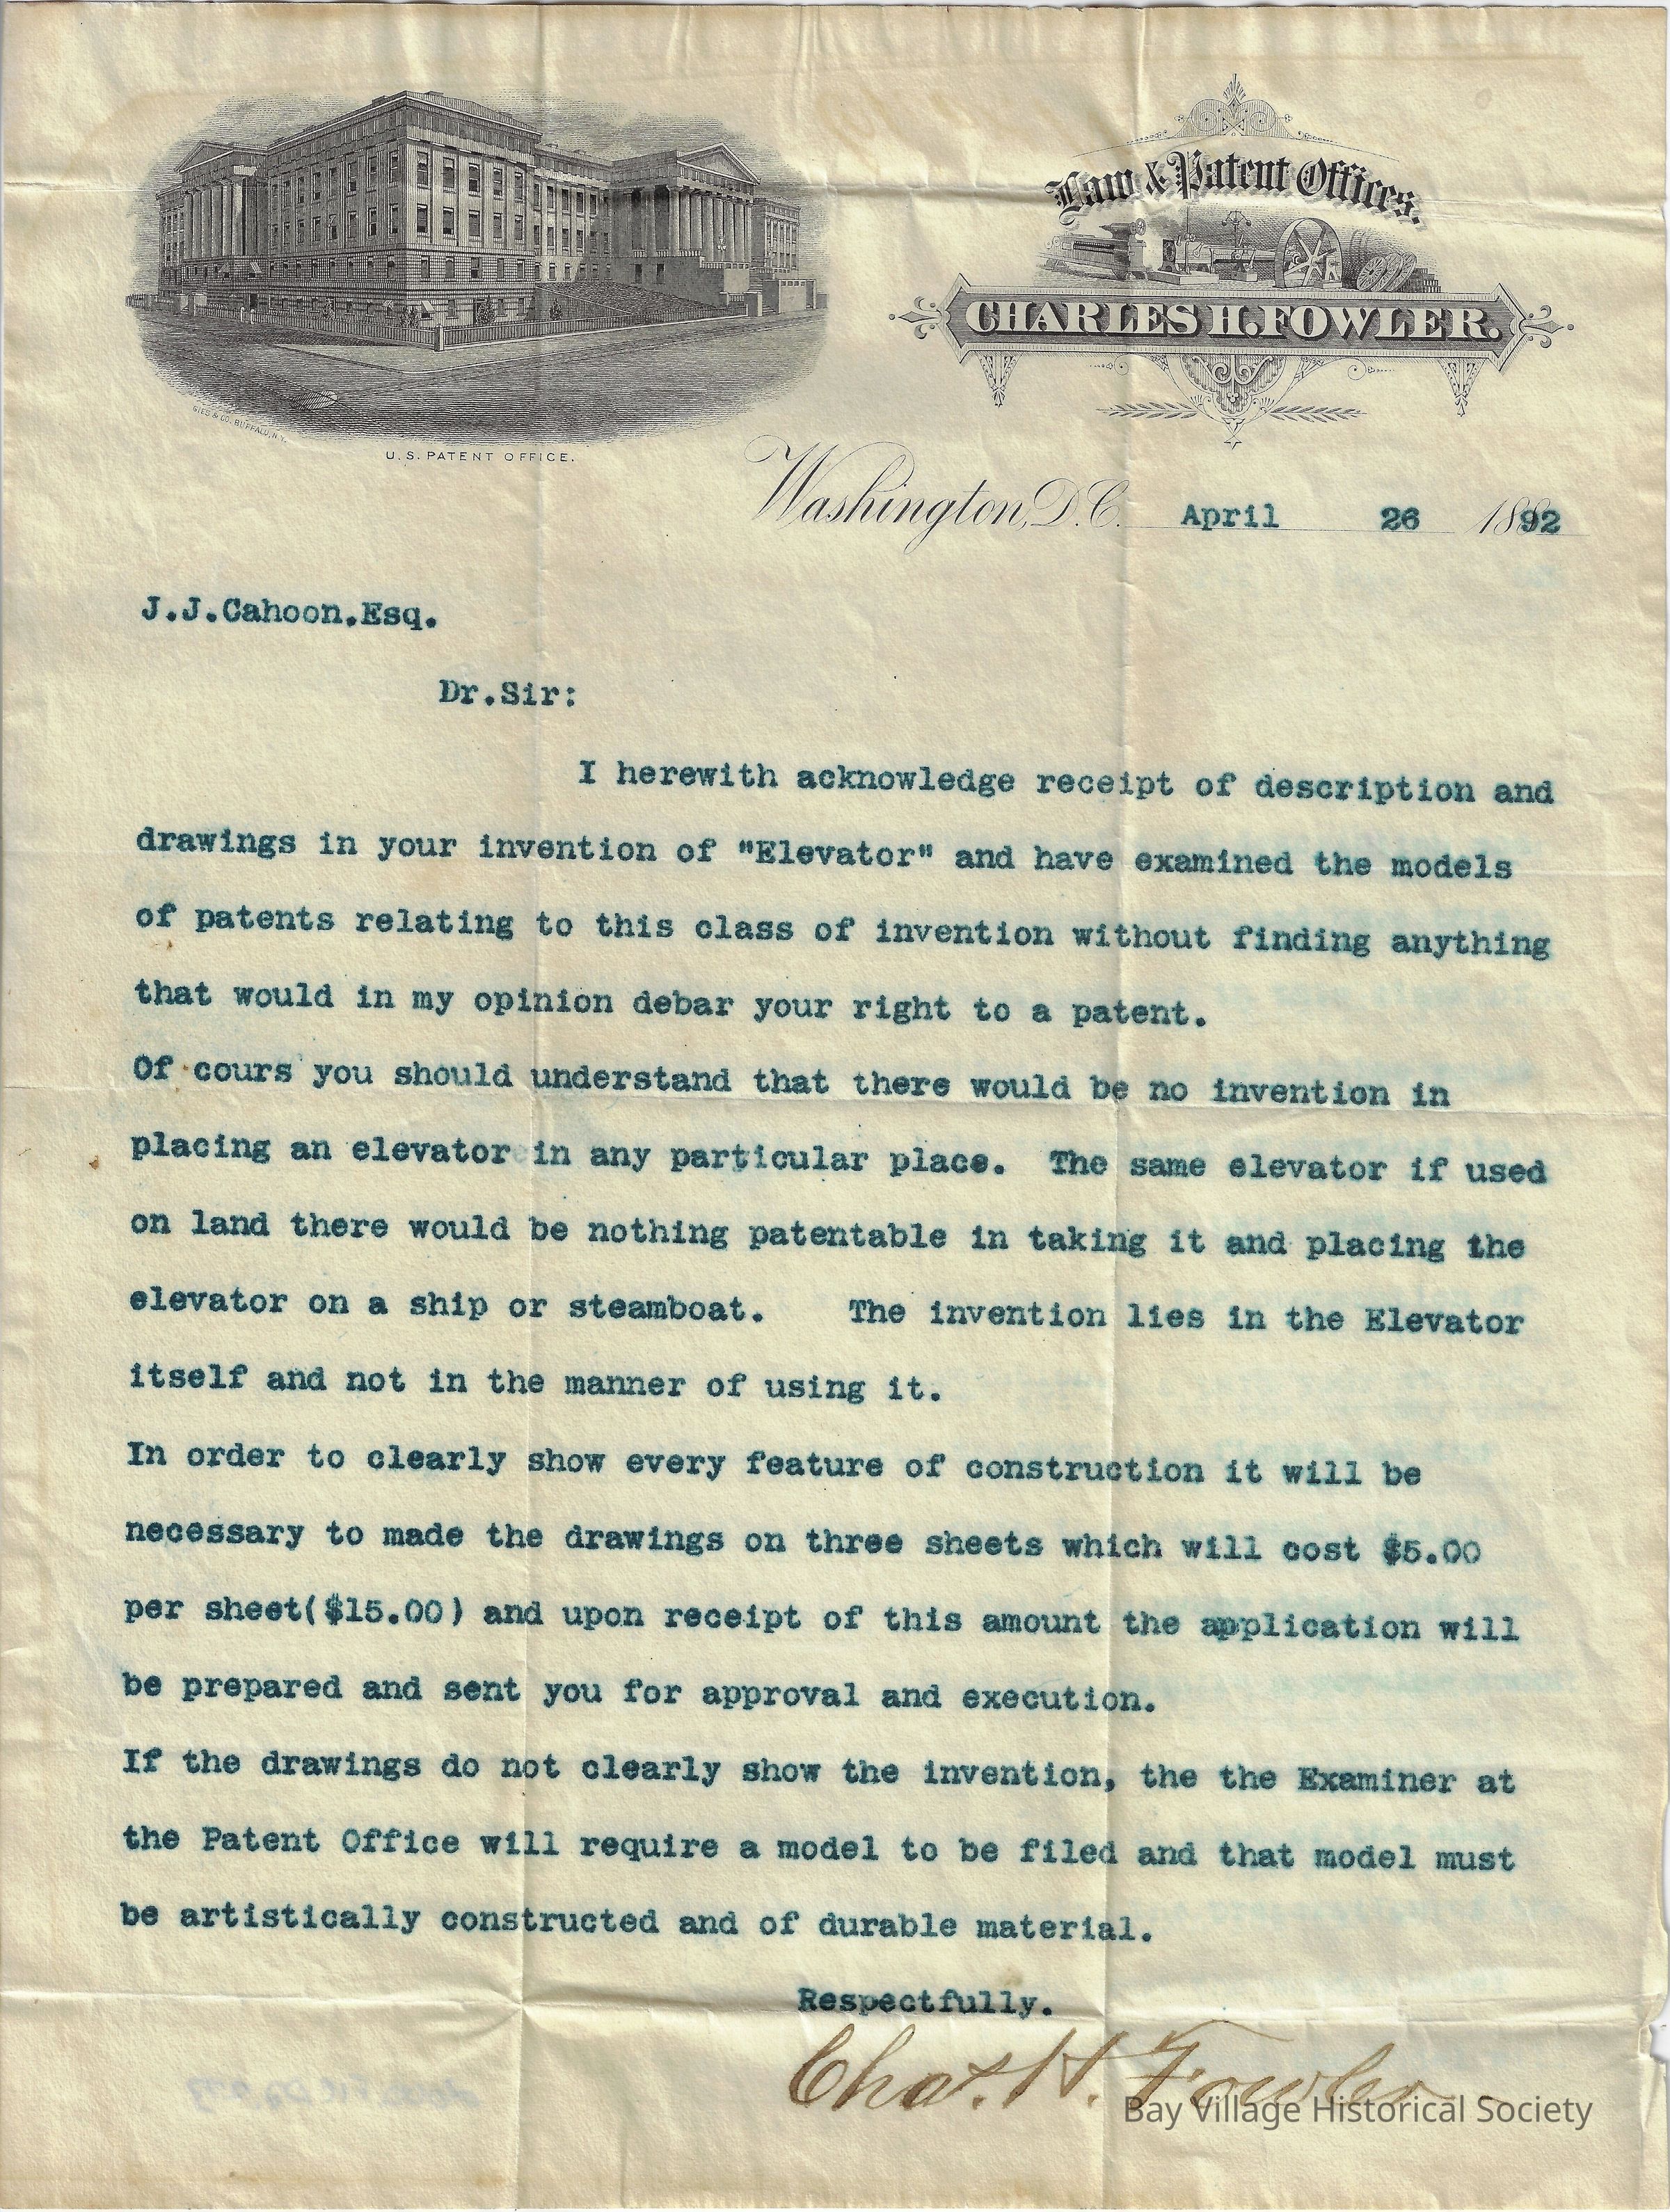 Law & Patent Offices.
CHARLES H. FOWLER.
GIES & CO. BUFFALO, N.Y.
U.S. PATENT OFFICE.
Washington, D.C. April 26 1892
J.J.Cahoon.Esq.
Dr.Sir:
I herewith acknowledge receipt of description and
drawings in your invention of "Elevator" and have examined the models
of patents relating to this class of invention without finding anything
that would in my opinion debar your right to a patent.
Of cours you should understand that there would be no invention in
placing an elevator in any particular place. The same elevator if used
on land there would be nothing patentable in taking it and placing the
elevator on a ship or steamboat. The invention lies in the Elevator
itself and not in the manner of using it.
In order to clearly show every feature of construction it will be
necessary to made the drawings on three sheets which will cost $5.00
per sheet($15.00) and upon receipt of this amount the application will
be prepared and sent you for approval and execution.
If the drawings do not clearly show the invention, the the Examiner at
the Patent Office will require a model to be filed and that model must
be artistically constructed and of durable material.
Respectfully.
Chas. H. Fowler
Bay Village Historical Society